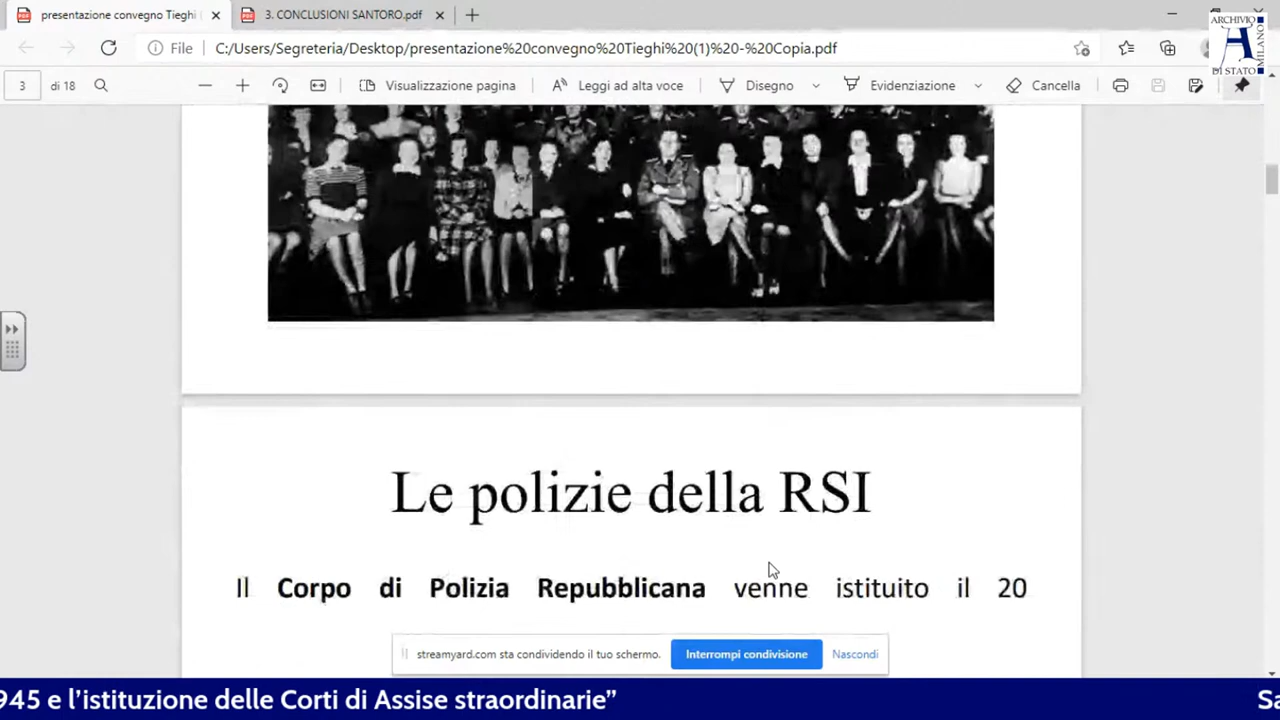 presentazione convegno Tieghi (
3. CONCLUSIONI SANTORO.pdf
File
C:/Users/Segreteria/Desktop/presentazione%20convegno%20Tieghi%20(1)%20-%20Copia.pdf
ARCHIVIO
DI STATO
MILANO
3 di 18
Visualizzazione pagina
Leggi ad alta voce
Disegno
Evidenziazione
Cancella
Le polizie della RSI
Il Corpo di Polizia Repubblicana venne istituito il 20
streamyard.com sta condividendo il tuo schermo.
Interrompi condivisione
Nascondi
945 e l’istituzione delle Corti di Assise straordinarie” Sa